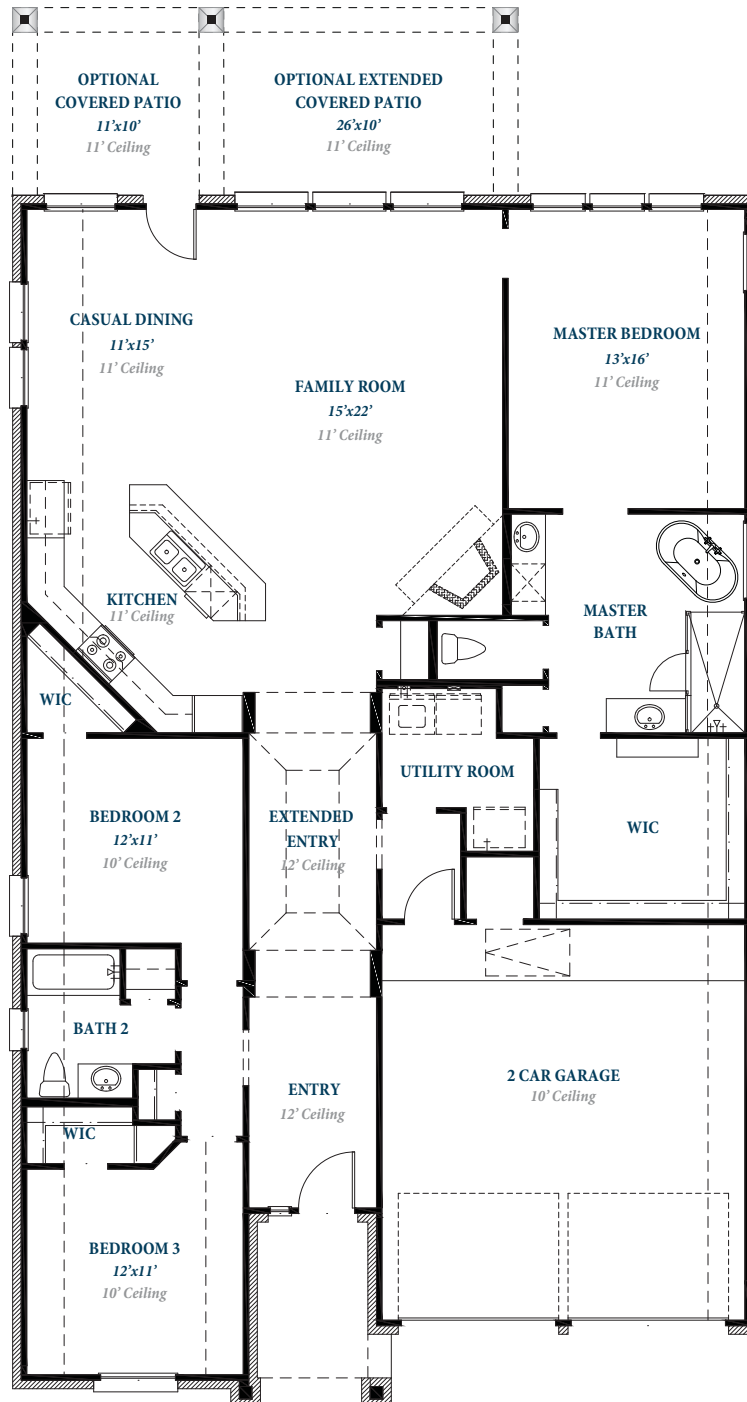 OPTIONAL
COVERED PATIO
11’x10’
11’ Ceiling
OPTIONAL EXTENDED
COVERED PATIO
26’x10’
11’ Ceiling
CASUAL DINING
11’x15’
11’ Ceiling
FAMILY ROOM
15’x22’
11’ Ceiling
MASTER BEDROOM
13’x16’
11’ Ceiling
KITCHEN
11’ Ceiling
MASTER
BATH
WIC
UTILITY ROOM
BEDROOM 2
12’x11’
10’ Ceiling
EXTENDED
ENTRY
12’ Ceiling
WIC
BATH 2
ENTRY
12’ Ceiling
2 CAR GARAGE
10’ Ceiling
WIC
BEDROOM 3
12’x11’
10’ Ceiling